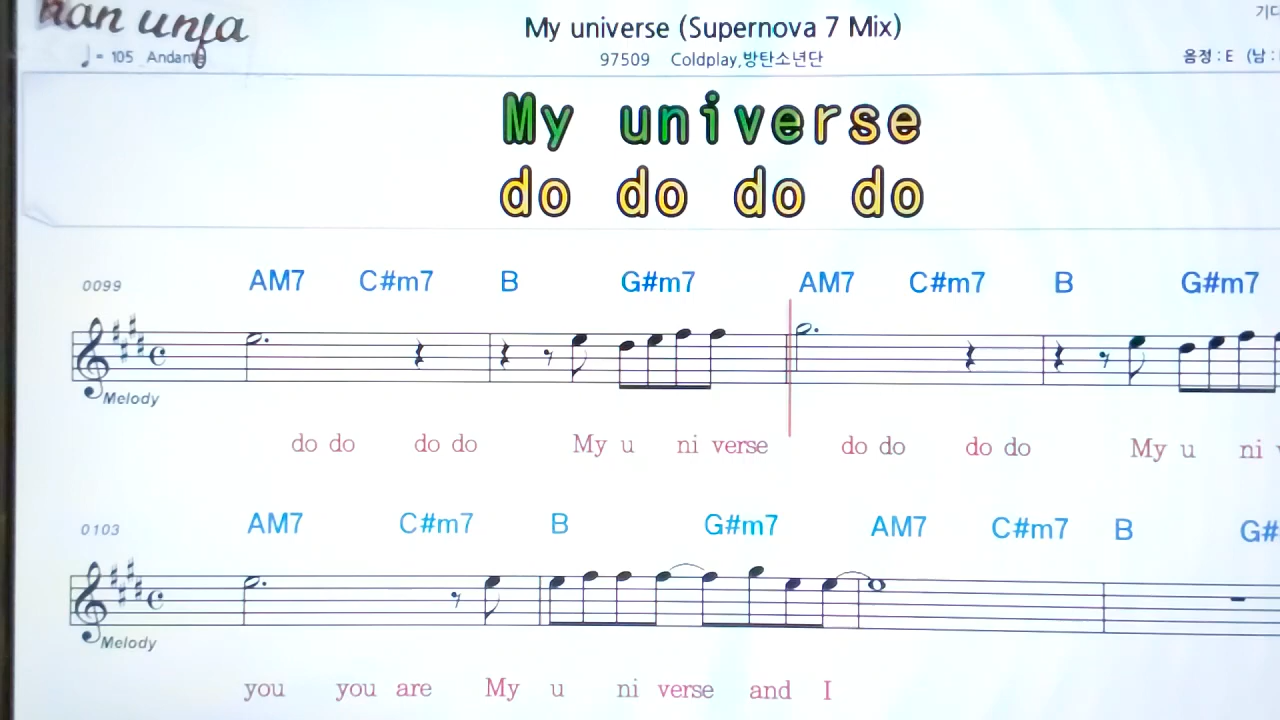 han unfa
My universe (Supernova 7 Mix)
♩ = 105 Andante
97509 Coldplay,방탄소년단
음정 : E (남 :
My universe
do do do do
0099 AM7 C#m7 B G#m7 AM7 C#m7 B G#m7
Melody
do do do do My u ni verse do do do do My u ni
0103 AM7 C#m7 B G#m7 AM7 C#m7 B G#
Melody
you you are My u ni verse and I